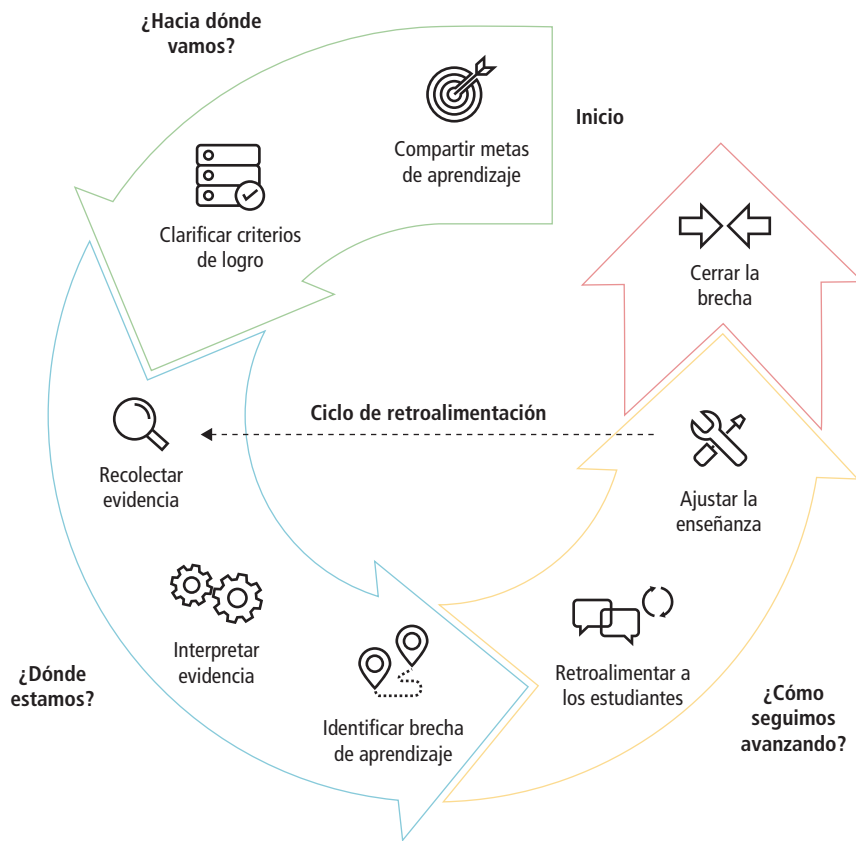 ¿Hacia dónde
vamos?
Inicio
Compartir metas
de aprendizaje
Clarificar criterios
de logro
Cerrar la
brecha
Ciclo de retroalimentación
Recolectar
evidencia
Ajustar la
enseñanza
Interpretar
evidencia
Identificar brecha
de aprendizaje
Retroalimentar a
los estudiantes
¿Dónde
estamos?
¿Cómo
seguimos
avanzando?